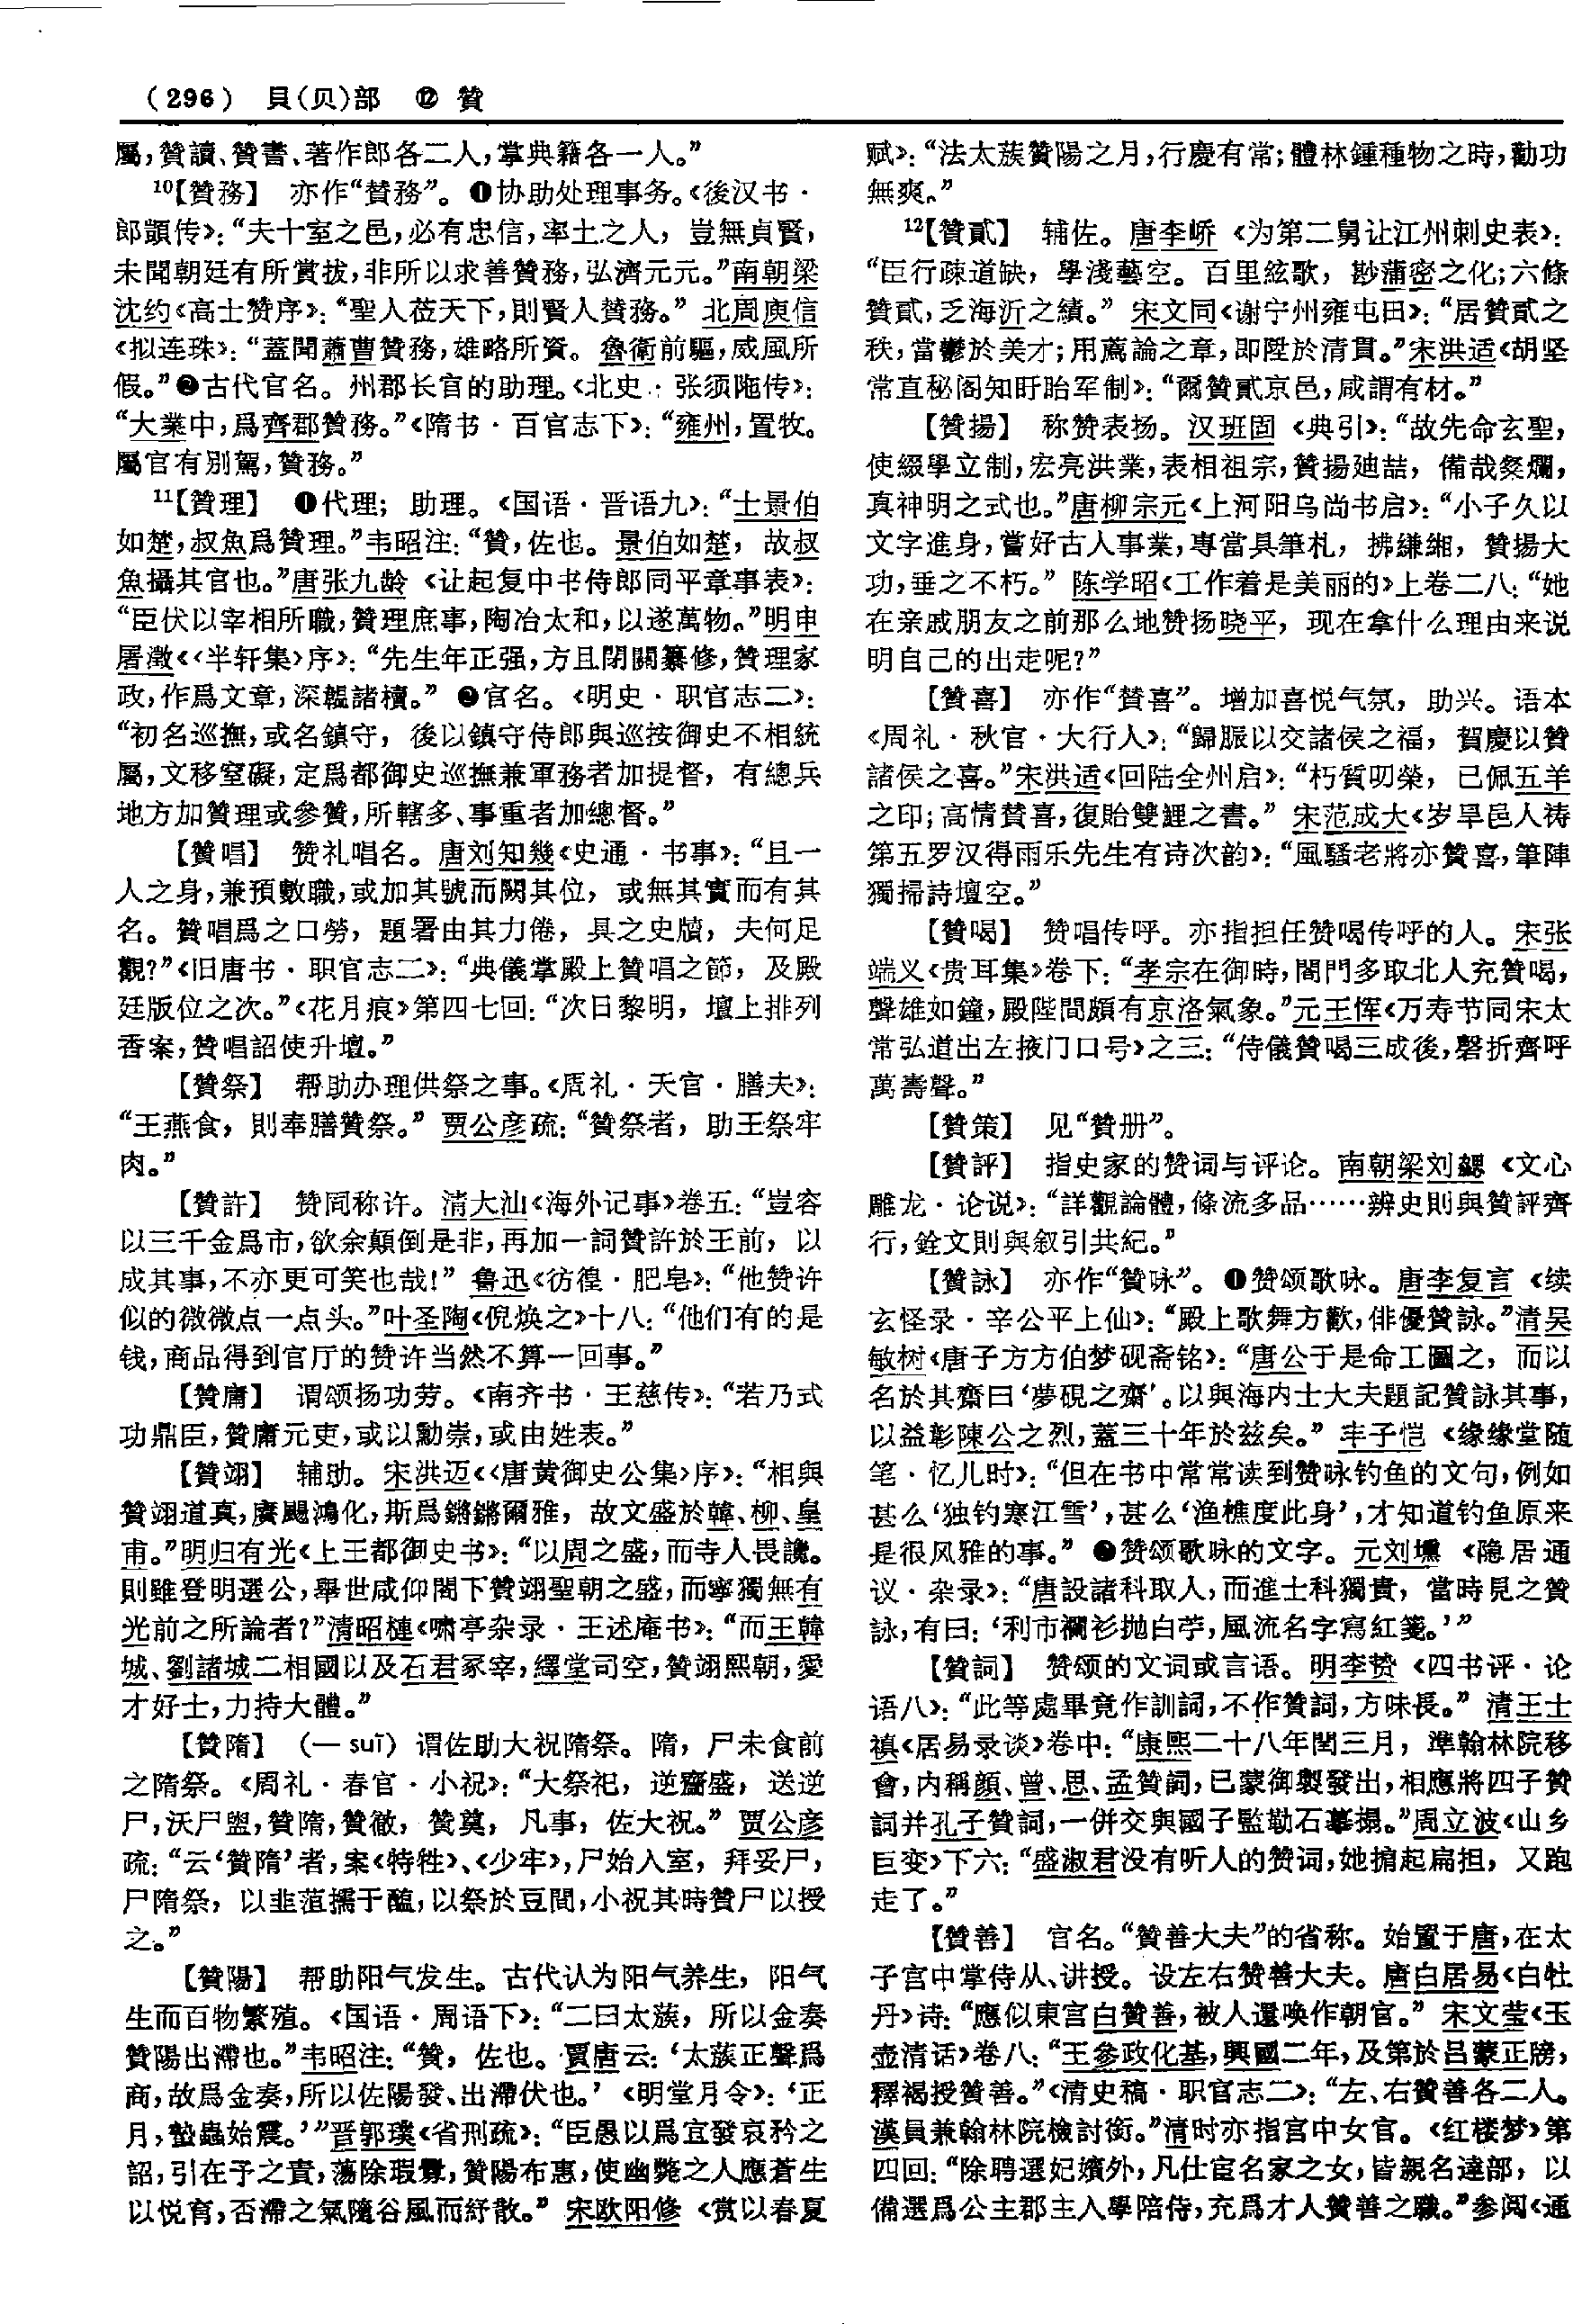 (296) 貝(贝)部 ⑫ 贊
屬，贊讀、贊書、著作郎各二人，掌典籍各一人。”
10【贊務】 亦作“賛務”。❶协助处理事务。《後汉书·
郎顗传》：“夫十室之邑，必有忠信，率土之人，豈無貞賢，
未聞朝廷有所賞拔，非所以求善贊務，弘濟元元。”南朝梁
沈约《高士赞序》：“聖人莅天下，則賢人賛務。” 北周庾信
《拟连珠》：“蓋聞蕭曹贊務，雄略所資。魯衛前驅，威風所
假。”❷古代官名。州郡长官的助理。《北史·张须陁传》：
“大業中，爲齊郡贊務。”《隋书·百官志下》：“雍州，置牧。
屬官有別駕，贊務。”
11【贊理】 ❶代理；助理。《国语·晋语九》：“士景伯
如楚，叔魚爲贊理。”韦昭注：“贊，佐也。景伯如楚，故叔
魚攝其官也。”唐张九龄《让起复中书侍郎同平章事表》：
“臣伏以宰相所職，贊理庶事，陶冶太和，以遂萬物。”明申
屠澂《〈半轩集〉序》：“先生年正强，方且閉關纂修，贊理家
政，作爲文章，深韞諸櫝。” ❷官名。《明史·职官志二》：
“初名巡撫，或名鎮守，後以鎮守侍郎與巡按御史不相統
屬，文移窒礙，定爲都御史巡撫兼軍務者加提督，有總兵
地方加贊理或參贊，所轄多、事重者加總督。”
【贊唱】 赞礼唱名。唐刘知幾《史通·书事》：“且一
人之身，兼預數職，或加其號而闕其位，或無其實而有其
名。贊唱爲之口勞，題署由其力倦，具之史牘，夫何足
觀？”《旧唐书·职官志二》：“典儀掌殿上贊唱之節，及殿
廷版位之次。”《花月痕》第四七回：“次日黎明，壇上排列
香案，贊唱詔使升壇。”
【贊祭】 帮助办理供祭之事。《周礼·天官·膳夫》：
“王燕食，則奉膳贊祭。” 贾公彦疏：“贊祭者，助王祭牢
肉。”
【贊許】 赞同称许。清大汕《海外记事》卷五：“豈容
以三千金爲市，欲余顛倒是非，再加一詞贊許於王前，以
成其事，不亦更可笑也哉！” 鲁迅《彷徨·肥皂》：“他赞许
似的微微点一点头。”叶圣陶《倪焕之》十八：“他们有的是
钱，商品得到官厅的赞许当然不算一回事。”
【贊庸】 谓颂扬功劳。《南齐书·王慈传》：“若乃式
功鼎臣，贊庸元吏，或以勳崇，或由姓表。”
【贊翊】 辅助。宋洪迈《〈唐黄御史公集〉序》：“相與
贊翊道真，賡颺鴻化，斯爲鏘鏘爾雅，故文盛於韓、柳、皇
甫。”明归有光《上王都御史书》：“以周之盛，而寺人畏讒。
則雖登明選公，舉世咸仰閤下贊翊聖朝之盛，而寧獨無有
光前之所論者？”清昭梿《啸亭杂录·王述庵书》：“而王韓
城、劉諸城二相國以及石君冢宰，繹堂司空，贊翊熙朝，愛
才好士，力持大體。”
【贊隋】 （— suī）谓佐助大祝隋祭。隋，尸未食前
之隋祭。《周礼·春官·小祝》：“大祭祀，逆齍盛，送逆
尸，沃尸盥，贊隋，贊徹，贊奠，凡事，佐大祝。” 贾公彦
疏：“云‘贊隋’者，案《特牲》、《少牢》，尸始入室，拜妥尸，
尸隋祭，以韭菹擩于醢，以祭於豆間，小祝其時贊尸以授
之。”
【贊陽】 帮助阳气发生。古代认为阳气养生，阳气
生而百物繁殖。《国语·周语下》：“二曰太蔟，所以金奏
贊陽出滯也。”韦昭注：“贊，佐也。賈唐云：‘太蔟正聲爲
商，故爲金奏，所以佐陽發、出滯伏也。’《明堂月令》：‘正
月，蟄蟲始震。’”晋郭璞《省刑疏》：“臣愚以爲宜發哀矜之
詔，引在予之責，蕩除瑕釁，贊陽布惠，使幽斃之人應蒼生
以悦育，否滯之氣隨谷風而紓散。” 宋欧阳修《赏以春夏
赋》：“法太蔟贊陽之月，行慶有常；體林鍾種物之時，勸功
無爽。”
12【贊貳】 辅佐。唐李峤《为第二舅让江州刺史表》：
“臣行疎道缺，學淺藝空。百里絃歌，尠蒲密之化；六條
贊貳，乏海沂之績。” 宋文同《谢宁州雍屯田》：“居贊貳之
秩，當鬱於美才；用薦論之章，即陞於清貫。”宋洪适《胡坚
常直秘阁知盱胎军制》：“爾贊貳京邑，咸謂有材。”
【贊揚】 称赞表扬。汉班固《典引》：“故先命玄聖，
使綴學立制，宏亮洪業，表相祖宗，贊揚廸喆，備哉粲爛，
真神明之式也。”唐柳宗元《上河阳乌尚书启》：“小子久以
文字進身，嘗好古人事業，專當具筆札，拂縑緗，贊揚大
功，垂之不朽。” 陈学昭《工作着是美丽的》上卷二八：“她
在亲戚朋友之前那么地赞扬晓平，现在拿什么理由来说
明自己的出走呢？”
【贊喜】 亦作“賛喜”。增加喜悦气氛，助兴。语本
《周礼·秋官·大行人》：“歸脤以交諸侯之福，賀慶以贊
諸侯之喜。”宋洪适《回陆全州启》：“朽質叨榮，已佩五羊
之印；高情賛喜，復貽雙鯉之書。” 宋范成大《岁旱邑人祷
第五罗汉得雨乐先生有诗次韵》：“風騷老將亦贊喜，筆陣
獨掃詩壇空。”
【贊喝】 赞唱传呼。亦指担任赞喝传呼的人。宋张
端义《贵耳集》卷下：“孝宗在御時，閤門多取北人充贊喝，
聲雄如鐘，殿陛間頗有京洛氣象。”元王恽《万寿节同宋太
常弘道出左掖门口号》之三：“侍儀贊喝三成後，磬折齊呼
萬壽聲。”
【贊策】 见“贊册”。
【贊評】 指史家的赞词与评论。南朝梁刘勰《文心
雕龙·论说》：“詳觀論體，條流多品……辨史則與贊評齊
行，銓文則與叙引共紀。”
【贊詠】 亦作“贊咏”。❶赞颂歌咏。唐李复言《续
玄怪录·辛公平上仙》：“殿上歌舞方歡，俳優贊詠。”清吴
敏树《唐子方方伯梦砚斋铭》：“唐公于是命工圖之，而以
名於其齋曰‘夢硯之齋’。以與海内士大夫題記贊詠其事，
以益彰陳公之烈，蓋三十年於兹矣。” 丰子恺《缘缘堂随
笔·忆儿时》：“但在书中常常读到赞咏钓鱼的文句，例如
甚么‘独钓寒江雪’，甚么‘渔樵度此身’，才知道钓鱼原来
是很风雅的事。” ❷赞颂歌咏的文字。元刘壎《隐居通
议·杂录》：“唐設諸科取人，而進士科獨貴，當時見之贊
詠，有曰：‘利市襴衫抛白苧，風流名字寫紅箋。’”
【贊詞】 赞颂的文词或言语。明李贽《四书评·论
语八》：“此等處畢竟作訓詞，不作贊詞，方味長。” 清王士
禛《居易录谈》卷中：“康熙二十八年閏三月，準翰林院移
會，内稱顔、曾、思、孟贊詞，已蒙御製發出，相應將四子贊
詞并孔子贊詞，一併交與國子監勒石摹搨。”周立波《山乡
巨变》下六：“盛淑君没有听人的赞词，她掮起扁担，又跑
走了。”
【贊善】 官名。“贊善大夫”的省称。始置于唐，在太
子宫中掌侍从、讲授。设左右赞善大夫。唐白居易《白牡
丹》诗：“應似東宫白贊善，被人還唤作朝官。” 宋文莹《玉
壶清话》卷八：“王參政化基，興國二年，及第於吕蒙正牓，
釋褐授贊善。”《清史稿·职官志二》：“左、右贊善各二人。
漢員兼翰林院檢討銜。”清时亦指宫中女官。《红楼梦》第
四回：“除聘選妃嬪外，凡仕宦名家之女，皆親名達部，以
備選爲公主郡主入學陪侍，充爲才人贊善之職。”参阅《通